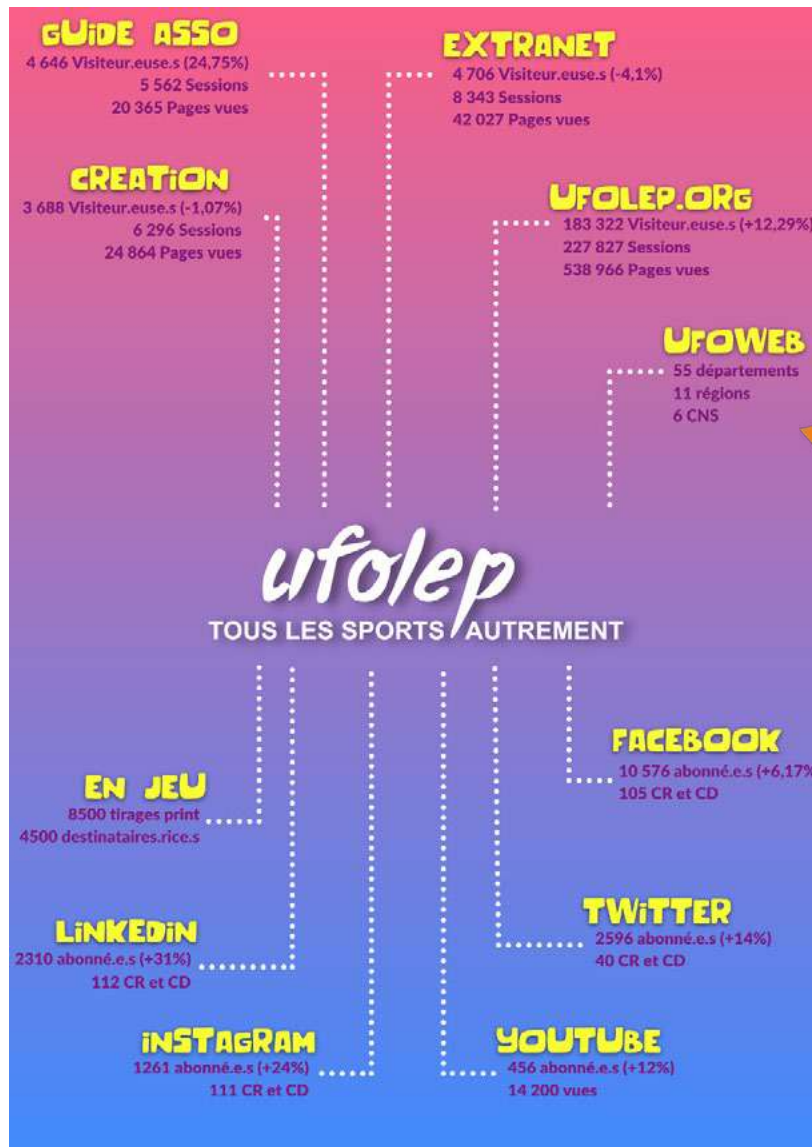 GUiDE ASSO
4 646 Visiteur.euse.s (24,75%)
5 562 Sessions
20 365 Pages vues
EXTRANET
4 706 Visiteur.euse.s (-4,1%)
8 343 Sessions
42 027 Pages vues
CREATiON
3 688 Visiteur.euse.s (-1,07%)
6 296 Sessions
24 864 Pages vues
UFOLEP.ORG
183 322 Visiteur.euse.s (+12,29%)
227 827 Sessions
538 966 Pages vues
UFOWEB
55 départements
11 régions
6 CNS
ufolep
TOUS LES SPORTS AUTREMENT
FACEBOOK
10 576 abonné.e.s (+6,17%
105 CR et CD
EN JEU
8500 tirages print
4500 destinataires.rice.s
TWiTTER
2596 abonné.e.s (+14%)
40 CR et CD
LiNKEDiN
2310 abonné.e.s (+31%)
112 CR et CD
iNSTAGRAM
1261 abonné.e.s (+24%)
111 CR et CD
YOUTUBE
456 abonné.e.s (+12%)
14 200 vues